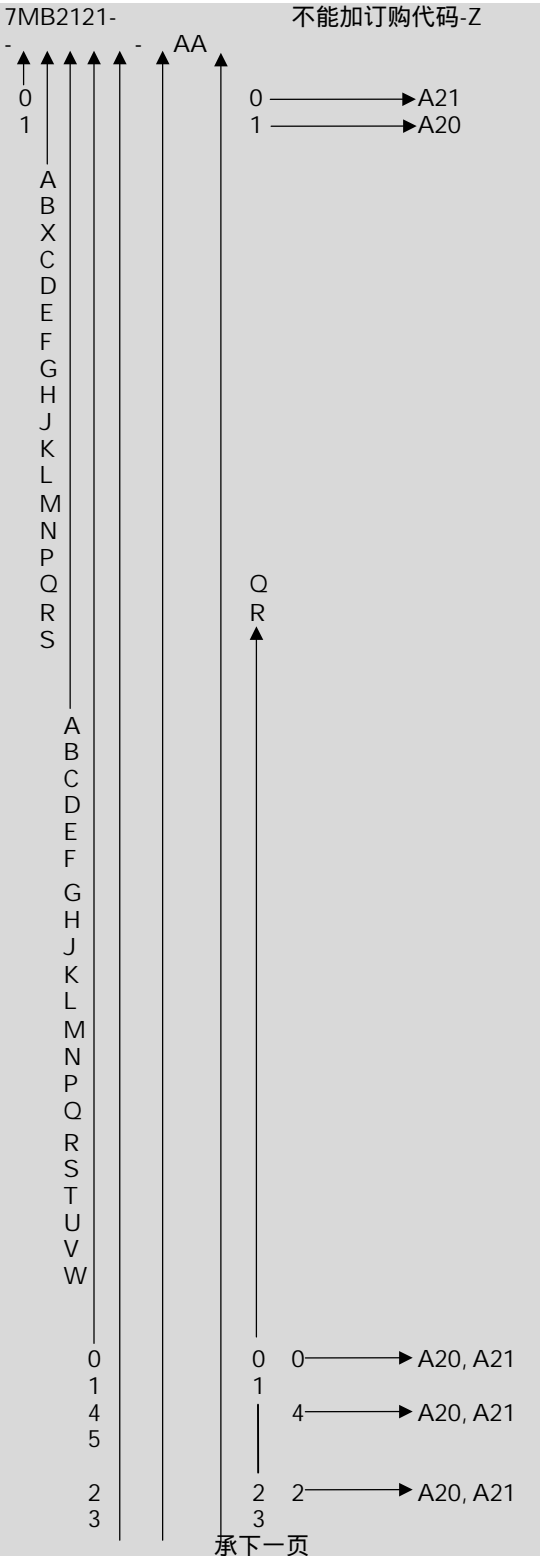 7MB2121- 不能加订购代码-Z
- - AA
0 0 A21
1 1 A20
A
B
X
C
D
E
F
G
H
J
K
L
M
N
P
Q Q
R R
S
A
B
C
D
E
F
G
H
J
K
L
M
N
P
Q
R
S
T
U
V
W
0 0 0 A20, A21
1 1
4 4 A20, A21
5
2 2 2 A20, A21
3 3
承下一页